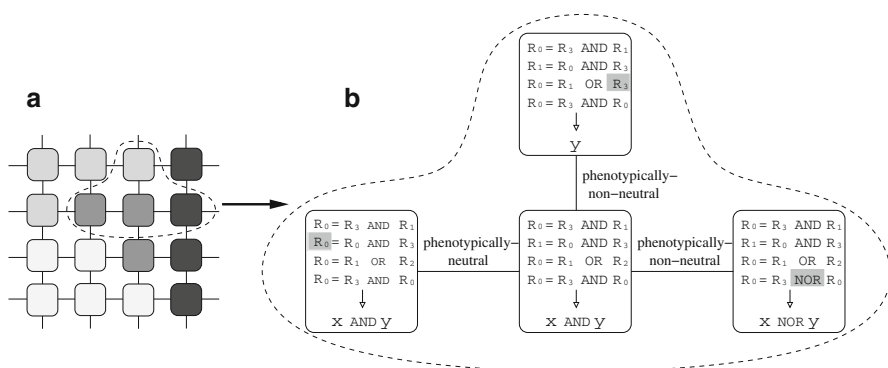 a
b
R₀ = R₃ AND R₁
R₁ = R₀ AND R₃
R₀ = R₁ OR R₃
R₀ = R₃ AND R₀
y
phenotypically-
non-neutral
R₀ = R₃ AND R₁
R₀ = R₀ AND R₃
R₀ = R₁ OR R₂
R₀ = R₃ AND R₀
x AND y
phenotypically-
neutral
R₀ = R₃ AND R₁
R₁ = R₀ AND R₃
R₀ = R₁ OR R₂
R₀ = R₃ AND R₀
x AND y
phenotypically-
non-neutral
R₀ = R₃ AND R₁
R₁ = R₀ AND R₃
R₀ = R₁ OR R₂
R₀ = R₃ NOR R₀
x NOR y